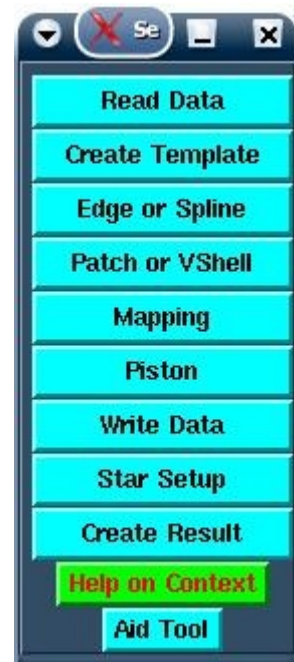 Se
Read Data
Create Template
Edge or Spline
Patch or VShell
Mapping
Piston
Write Data
Star Setup
Create Result
Help on Context
Aid Tool